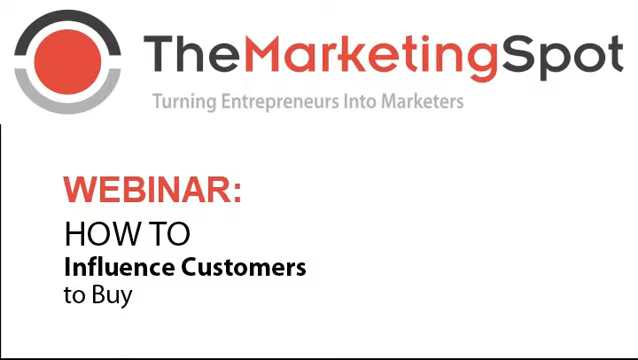 TheMarketingSpot
Turning Entrepreneurs Into Marketers
WEBINAR:
HOW TO
Influence Customers
to Buy